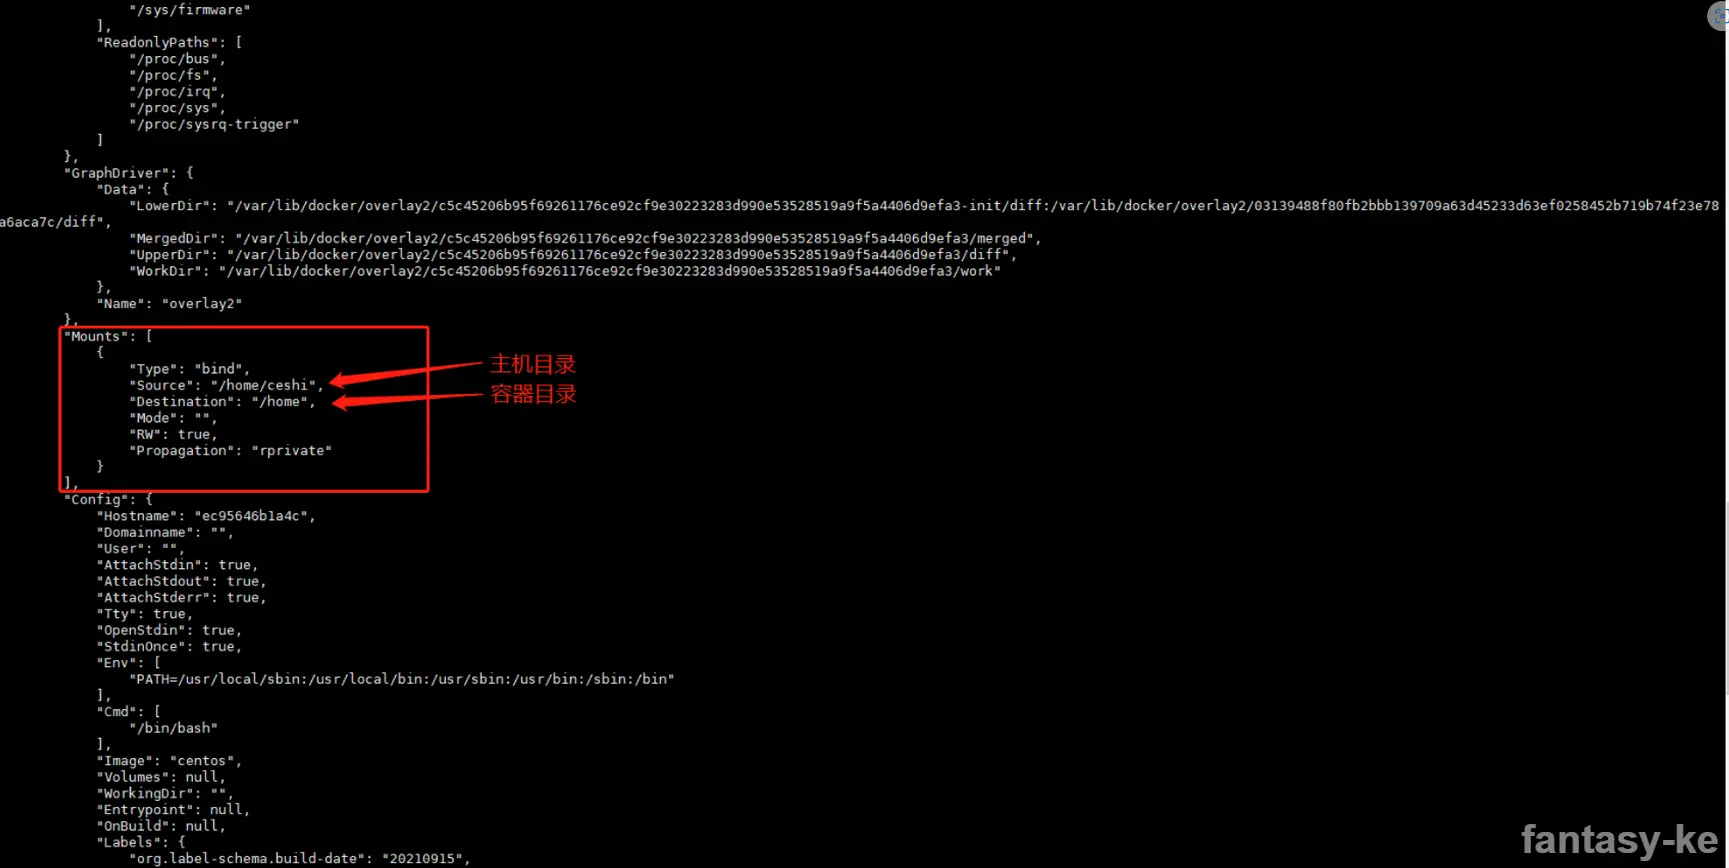 "/sys/firmware"
],
"ReadonlyPaths": [
"/proc/bus",
"/proc/fs",
"/proc/irq",
"/proc/sys",
"/proc/sysrq-trigger"
]
},
"GraphDriver": {
"Data": {
"LowerDir": "/var/lib/docker/overlay2/c5c45206b95f69261176ce92cf9e30223283d990e53528519a9f5a4406d9efa3-init/diff:/var/lib/docker/overlay2/03139488f80fb2bbb139709a63d45233d63ef0258452b719b74f23e78
a6aca7c/diff",
"MergedDir": "/var/lib/docker/overlay2/c5c45206b95f69261176ce92cf9e30223283d990e53528519a9f5a4406d9efa3/merged",
"UpperDir": "/var/lib/docker/overlay2/c5c45206b95f69261176ce92cf9e30223283d990e53528519a9f5a4406d9efa3/diff",
"WorkDir": "/var/lib/docker/overlay2/c5c45206b95f69261176ce92cf9e30223283d990e53528519a9f5a4406d9efa3/work"
},
"Name": "overlay2"
},
"Mounts": [
{
"Type": "bind",
"Source": "/home/ceshi",
主机目录
"Destination": "/home",
容器目录
"Mode": "",
"RW": true,
"Propagation": "rprivate"
}
],
"Config": {
"Hostname": "ec95646b1a4c",
"Domainname": "",
"User": "",
"AttachStdin": true,
"AttachStdout": true,
"AttachStderr": true,
"Tty": true,
"OpenStdin": true,
"StdinOnce": true,
"Env": [
"PATH=/usr/local/sbin:/usr/local/bin:/usr/sbin:/usr/bin:/sbin:/bin"
],
"Cmd": [
"/bin/bash"
],
"Image": "centos",
"Volumes": null,
"WorkingDir": "",
"Entrypoint": null,
"OnBuild": null,
"Labels": {
"org.label-schema.build-date": "20210915",
fantasy-ke